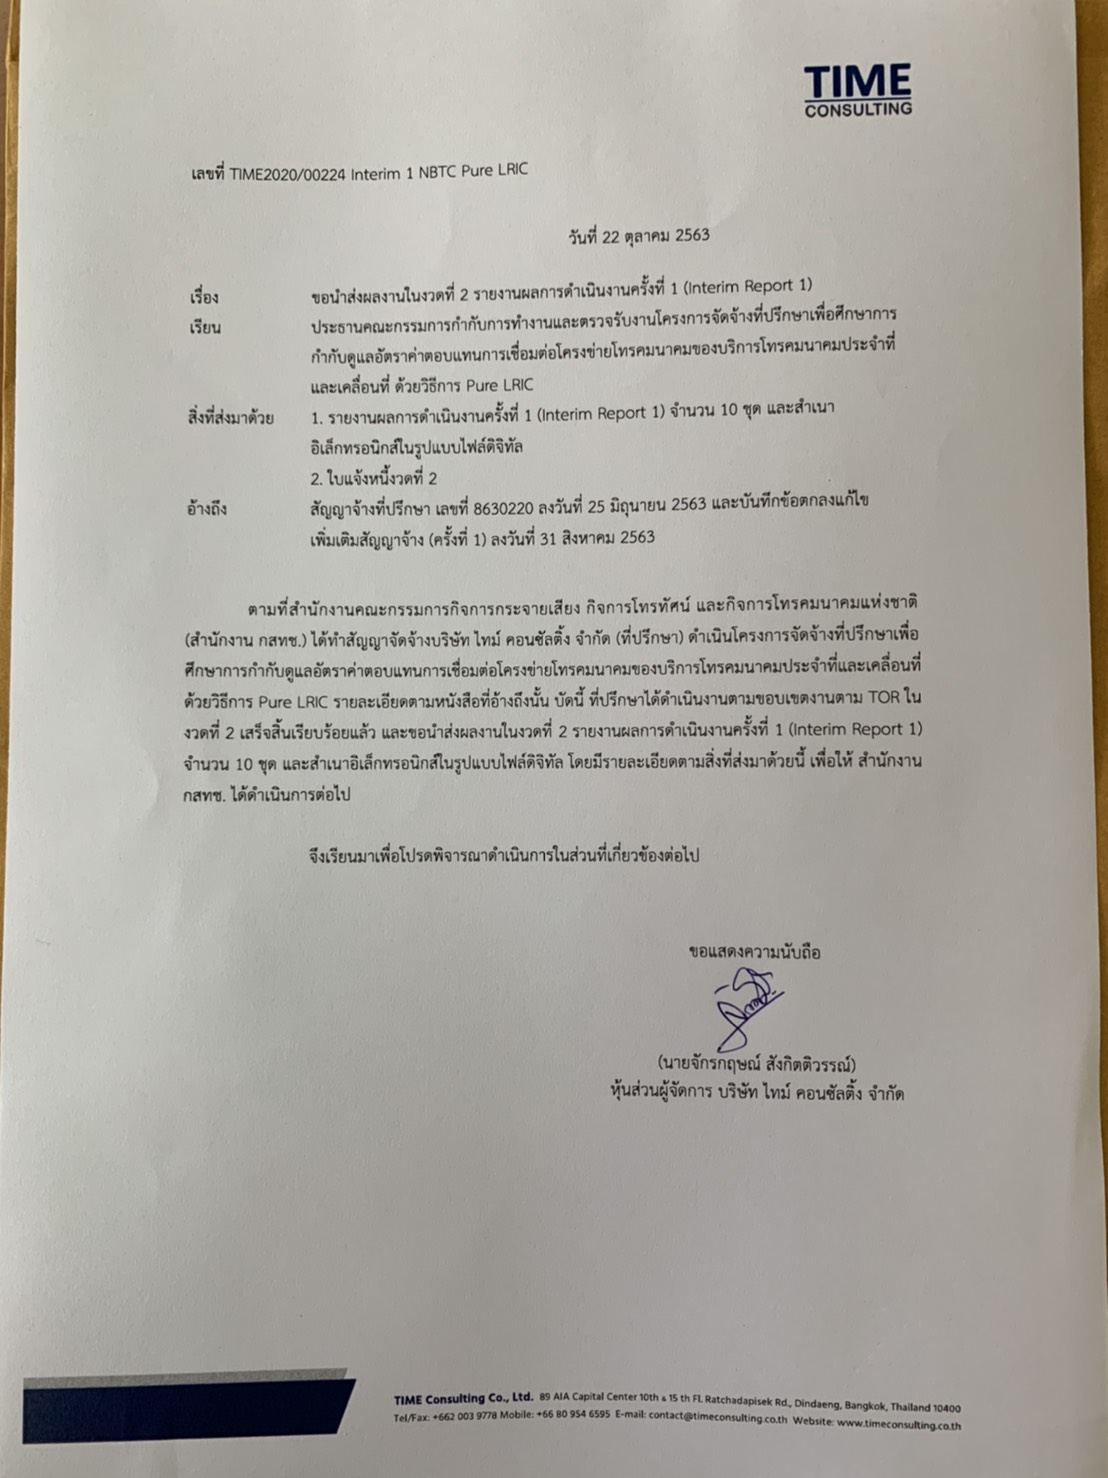 TIME
CONSULTING
เลขที่ TIME2020/00224 Interim 1 NBTC Pure LRIC
วันที่ 22 ตุลาคม 2563
เรื่อง ขอนำส่งผลงานในงวดที่ 2 รายงานผลการดำเนินงานครั้งที่ 1 (Interim Report 1)
เรียน ประธานคณะกรรมการกำกับการทำงานและตรวจรับงานโครงการจัดจ้างที่ปรึกษาเพื่อศึกษาการ
กำกับดูแลอัตราค่าตอบแทนการเชื่อมต่อโครงข่ายโทรคมนาคมของบริการโทรคมนาคมประจำที่
และเคลื่อนที่ ด้วยวิธีการ Pure LRIC
สิ่งที่ส่งมาด้วย 1. รายงานผลการดำเนินงานครั้งที่ 1 (Interim Report 1) จำนวน 10 ชุด และสำเนา
อิเล็กทรอนิกส์ในรูปแบบไฟล์ดิจิทัล
2. ใบแจ้งหนี้งวดที่ 2
อ้างถึง สัญญาจ้างที่ปรึกษา เลขที่ 8630220 ลงวันที่ 25 มิถุนายน 2563 และบันทึกข้อตกลงแก้ไข
เพิ่มเติมสัญญาจ้าง (ครั้งที่ 1) ลงวันที่ 31 สิงหาคม 2563
ตามที่สำนักงานคณะกรรมการกิจการกระจายเสียง กิจการโทรทัศน์ และกิจการโทรคมนาคมแห่งชาติ
(สำนักงาน กสทช.) ได้ทำสัญญาจัดจ้างบริษัท ไทม์ คอนซัลติ้ง จำกัด (ที่ปรึกษา) ดำเนินโครงการจัดจ้างที่ปรึกษาเพื่อ
ศึกษาการกำกับดูแลอัตราค่าตอบแทนการเชื่อมต่อโครงข่ายโทรคมนาคมของบริการโทรคมนาคมประจำที่และเคลื่อนที่
ด้วยวิธีการ Pure LRIC รายละเอียดตามหนังสือที่อ้างถึงนั้น บัดนี้ ที่ปรึกษาได้ดำเนินงานตามขอบเขตงานตาม TOR ใน
งวดที่ 2 เสร็จสิ้นเรียบร้อยแล้ว และขอนำส่งผลงานในงวดที่ 2 รายงานผลการดำเนินงานครั้งที่ 1 (Interim Report 1)
จำนวน 10 ชุด และสำเนาอิเล็กทรอนิกส์ในรูปแบบไฟล์ดิจิทัล โดยมีรายละเอียดตามสิ่งที่ส่งมาด้วยนี้ เพื่อให้ สำนักงาน
กสทช. ได้ดำเนินการต่อไป
จึงเรียนมาเพื่อโปรดพิจารณาดำเนินการในส่วนที่เกี่ยวข้องต่อไป
ขอแสดงความนับถือ
(นายจักรกฤษณ์ สังกิตติวรรณ์)
หุ้นส่วนผู้จัดการ บริษัท ไทม์ คอนซัลติ้ง จำกัด
TIME Consulting Co., Ltd. 89 AIA Capital Center 10th & 15 th Fl. Ratchadapisek Rd., Dindaeng, Bangkok, Thailand 10400
Tel/Fax: +662 003 9778 Mobile: +66 80 954 6595 E-mail: contact@timeconsulting.co.th Website: www.timeconsulting.co.th